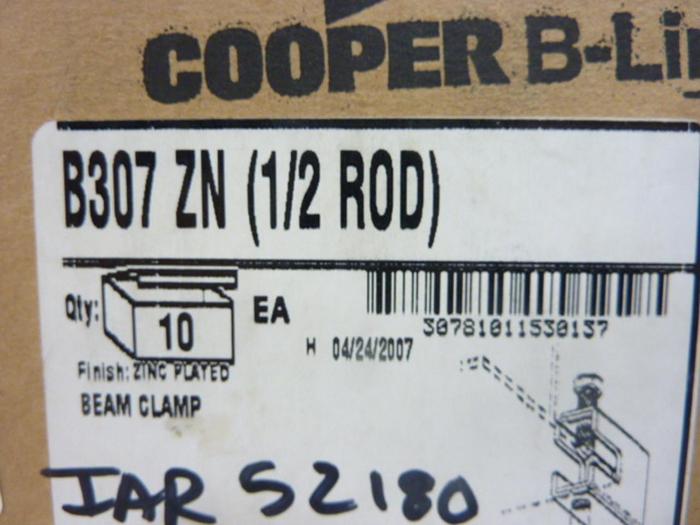 COOPER B-Lin
B307 ZN (1/2 ROD)
Qty: 10 EA
30781011530137
H 04/24/2007
Finish: ZINC PLATED
BEAM CLAMP
IAR S2180